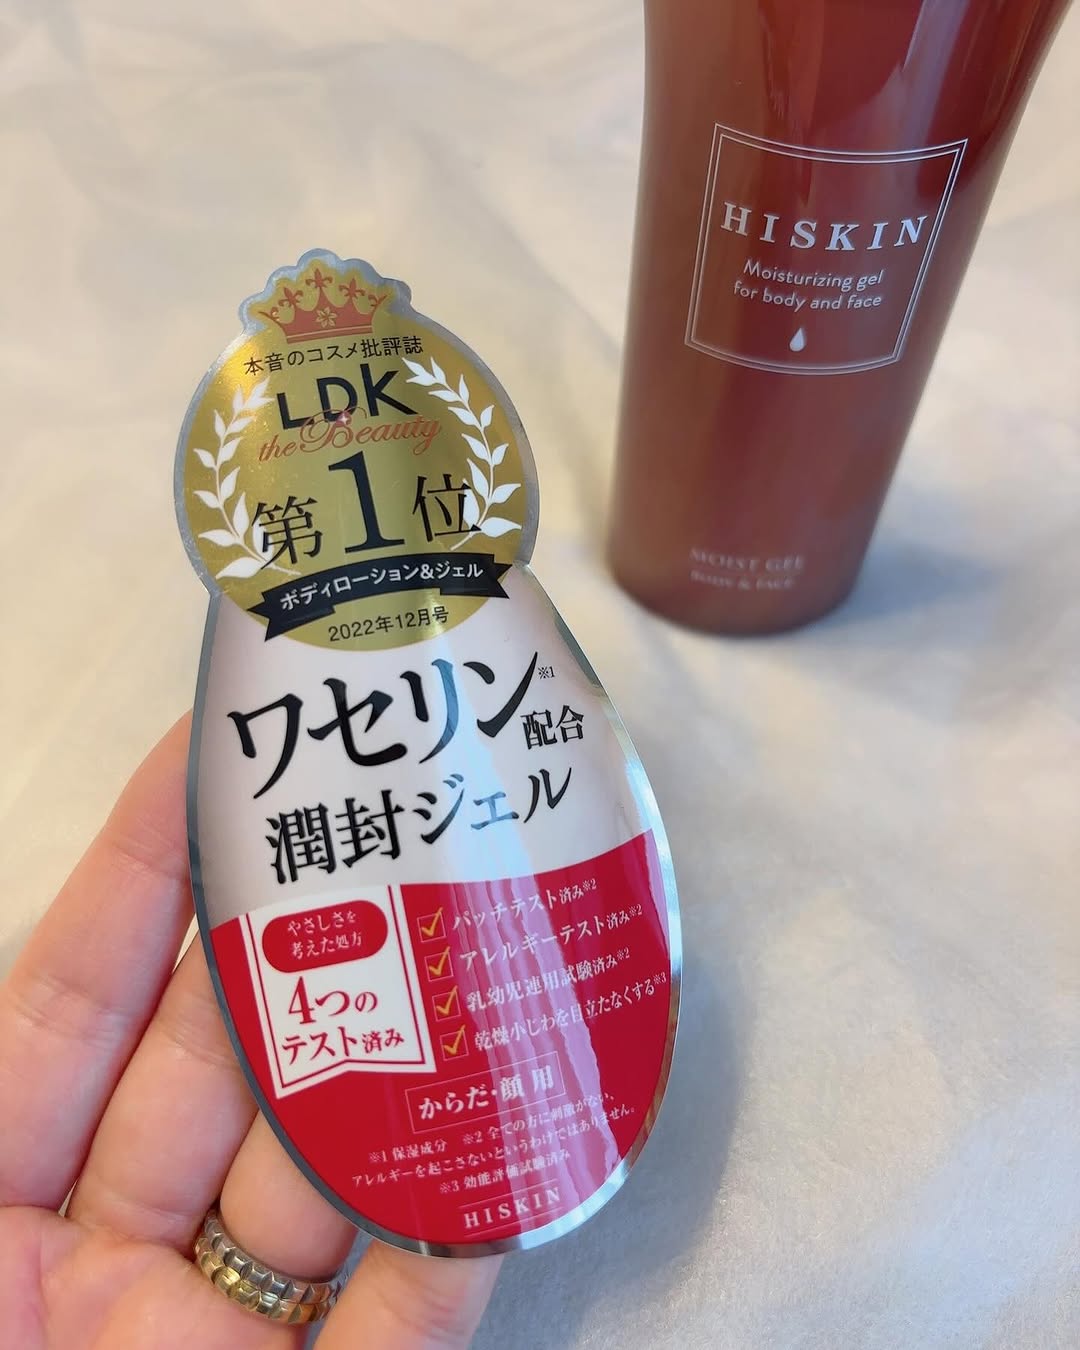 本音のコスメ批評誌
LDK
the Beauty
第1位
ボディローション&ジェル
2022年12月号
ワセリン※1配合
潤封ジェル
やさしさを
考えた処方
4つの
テスト済み
パッチテスト済み※2
アレルギーテスト済み※2
乳幼児連用試験済み※2
乾燥小じわを目立たなくする※3
からだ・顔用
※1 保湿成分 ※2 全ての方に刺激がない、
アレルギーを起こさないというわけではありません。
※3 効能評価試験済み
HISKIN
HISKIN
Moisturizing gel
for body and face
MOIST GEL
BODY & FACE